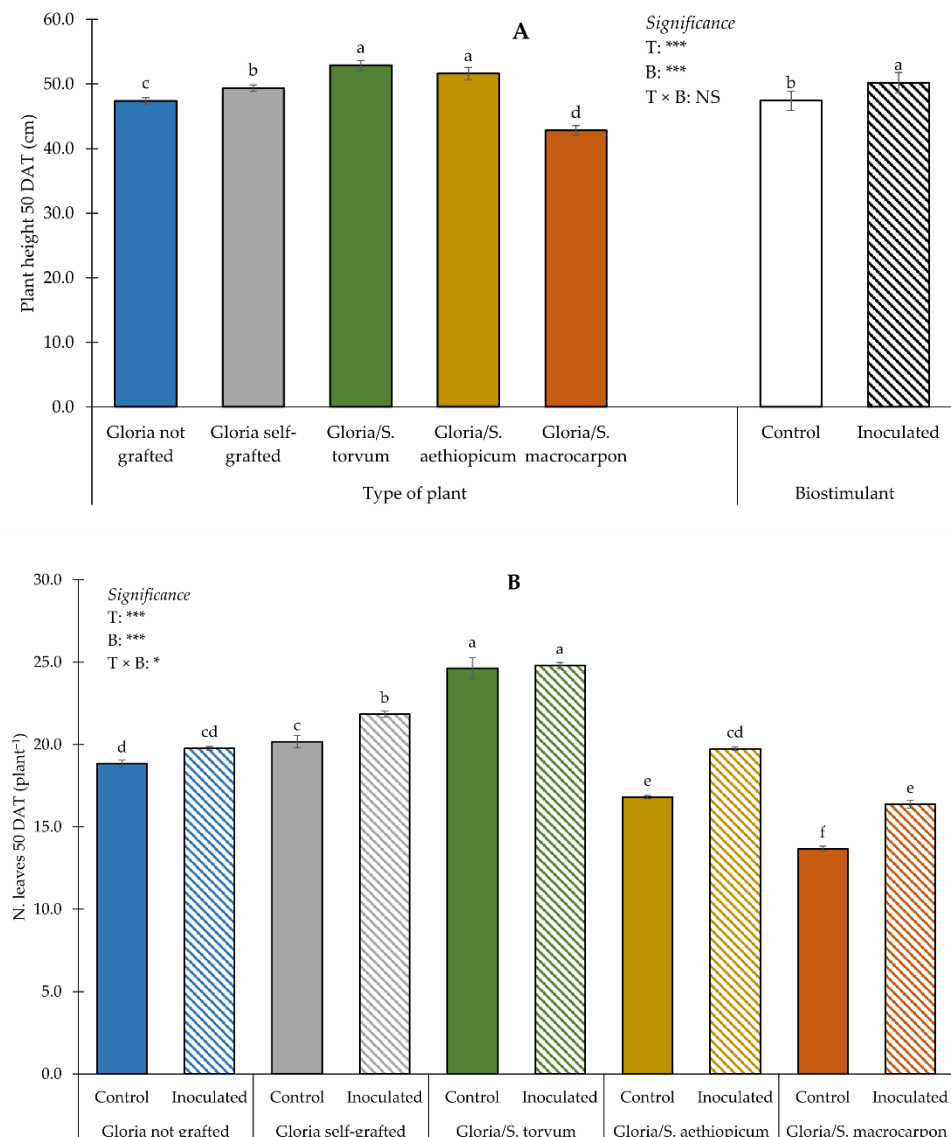 60.0
50.0
40.0
30.0
20.0
10.0
0.0
Plant height 50 DAT (cm)
A
Significance
T: ***
B: ***
T × B: NS
c
b
a
a
d
b
a
Gloria not grafted
Gloria self-grafted
Gloria/S. torvum
Gloria/S. aethiopicum
Gloria/S. macrocarpon
Control
Inoculated
Type of plant
Biostimulant
30.0
25.0
20.0
15.0
10.0
5.0
0.0
N. leaves 50 DAT (plant⁻¹)
B
Significance
T: ***
B: ***
T × B: *
d
cd
c
b
a
a
e
cd
f
e
Control
Inoculated
Control
Inoculated
Control
Inoculated
Control
Inoculated
Control
Inoculated
Gloria not grafted
Gloria self-grafted
Gloria/S. torvum
Gloria/S. aethiopicum
Gloria/S. macrocarpon